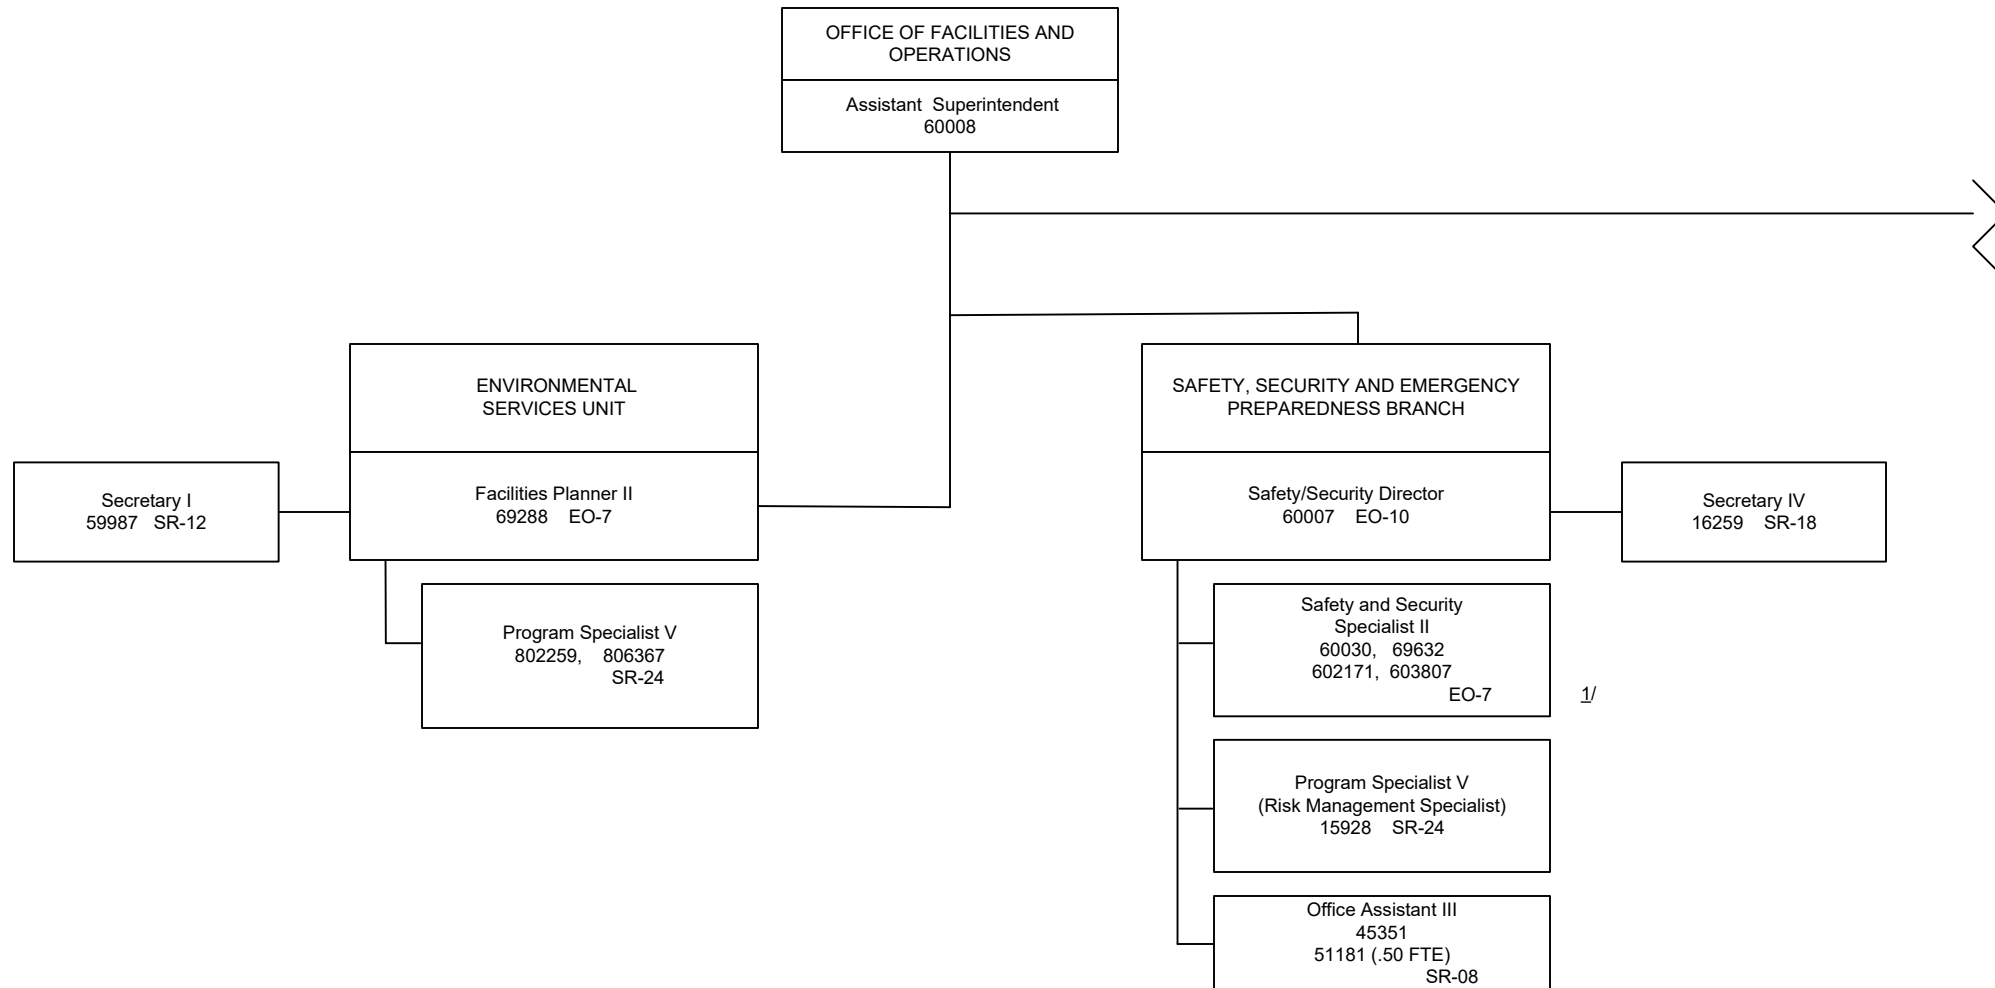 OFFICE OF FACILITIES AND
OPERATIONS
Assistant  Superintendent
60008
ENVIRONMENTAL
SERVICES UNIT
Facilities Planner II
69288    EO-7
Secretary I
59987   SR-12
Program Specialist V
802259,    806367
SR-24
SAFETY, SECURITY AND EMERGENCY
PREPAREDNESS BRANCH
Safety/Security Director
60007    EO-10
Secretary IV
16259    SR-18
Safety and Security
Specialist II
60030,   69632
602171,  603807
EO-7
1/
Program Specialist V
(Risk Management Specialist)
15928    SR-24
Office Assistant III
45351
51181 (.50 FTE)
SR-08